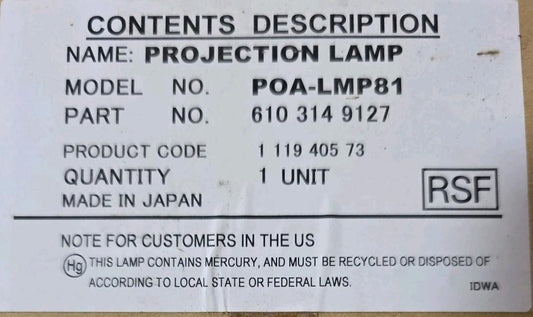 CONTENTS DESCRIPTION
NAME: PROJECTION LAMP
MODEL NO. POA-LMP81
PART NO. 610 314 9127
PRODUCT CODE 1 119 405 73
QUANTITY 1 UNIT
MADE IN JAPAN
RSF
NOTE FOR CUSTOMERS IN THE US
Hg THIS LAMP CONTAINS MERCURY, AND MUST BE RECYCLED OR DISPOSED OF
ACCORDING TO LOCAL STATE OR FEDERAL LAWS.
IDWA